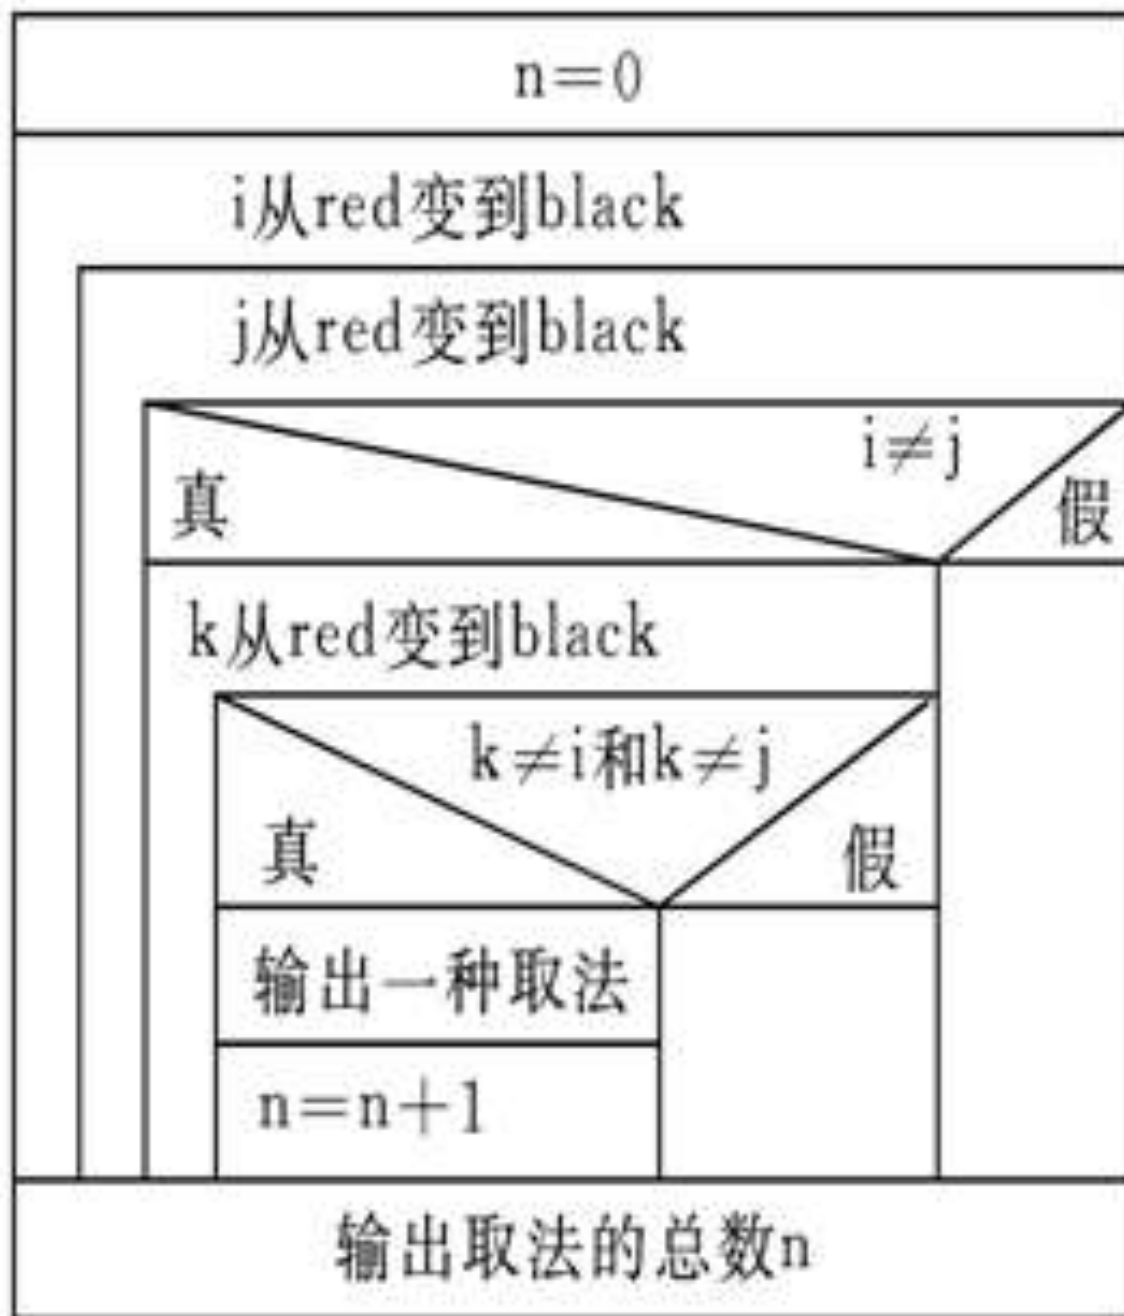 n=0
i从red变到black
j从red变到black
i≠j
真
假
k从red变到black
k≠i和k≠j
真
假
输出一种取法
n=n+1
输出取法的总数n